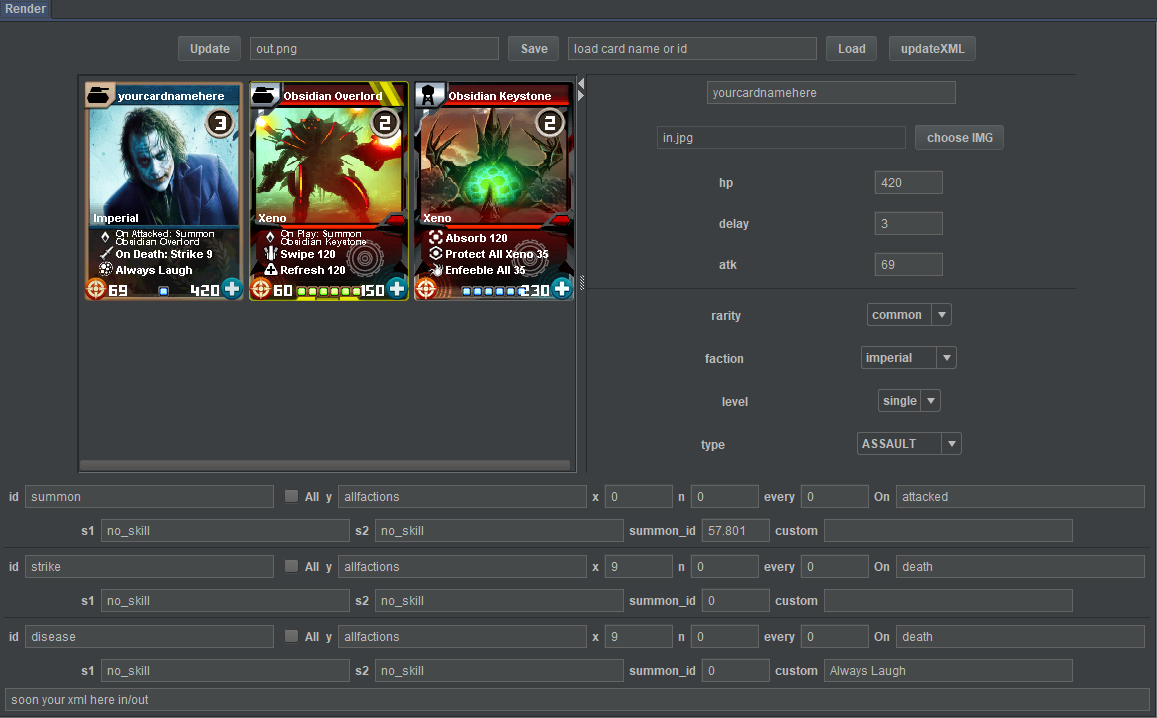 Render
Update out.png Save load card name or id Load updateXML
yourcardnamehere
3
Imperial
On Attacked: Summon
Obsidian Overlord
On Death: Strike 9
Always Laugh
69 420
Obsidian Overlord
2
Xeno
On Play: Summon
Obsidian Keystone
Swipe 120
Refresh 120
60 150
Obsidian Keystone
2
Xeno
Absorb 120
Protect All Xeno 35
Enfeeble All 35
230
yourcardnamehere
in.jpg choose IMG
hp 420
delay 3
atk 69
rarity common
faction imperial
level single
type ASSAULT
id summon All y allfactions x 0 n 0 every 0 On attacked
s1 no_skill s2 no_skill summon_id 57.801 custom
id strike All y allfactions x 9 n 0 every 0 On death
s1 no_skill s2 no_skill summon_id 0 custom
id disease All y allfactions x 9 n 0 every 0 On death
s1 no_skill s2 no_skill summon_id 0 custom Always Laugh
soon your xml here in/out